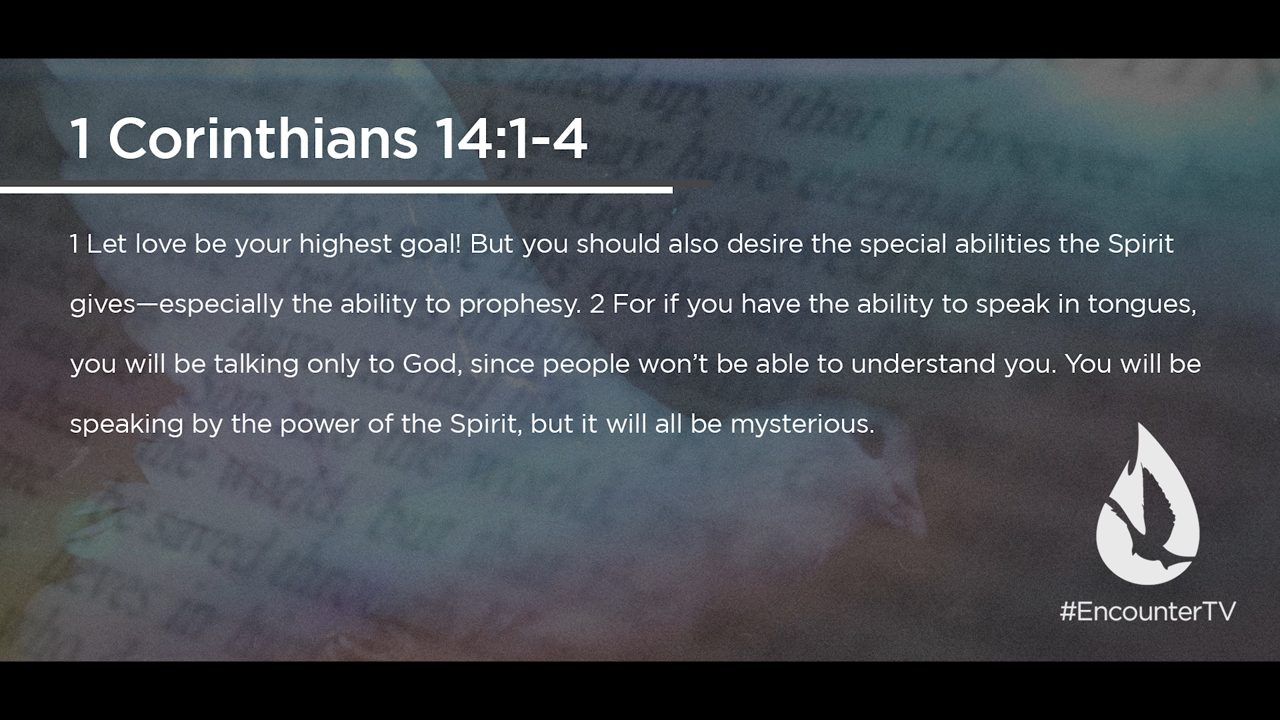 1 Corinthians 14:1-4
1 Let love be your highest goal! But you should also desire the special abilities the Spirit
gives—especially the ability to prophesy. 2 For if you have the ability to speak in tongues,
you will be talking only to God, since people won’t be able to understand you. You will be
speaking by the power of the Spirit, but it will all be mysterious.
#EncounterTV